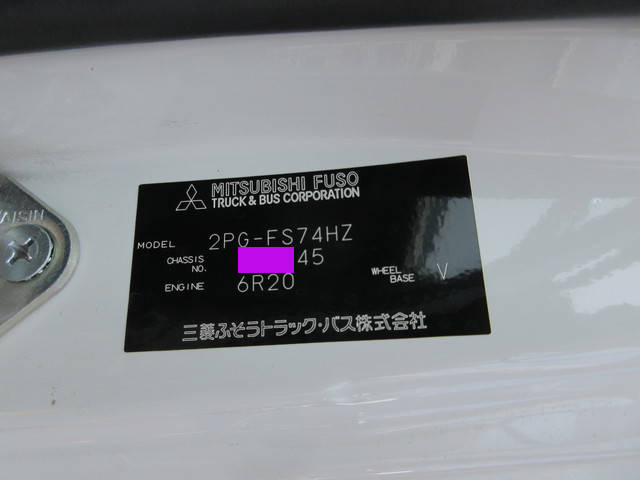 MITSUBISHI FUSO
TRUCK & BUS CORPORATION
MODEL 2PG-FS74HZ
CHASSIS NO. 45
ENGINE 6R20 WHEEL BASE V
三菱ふそうトラック・バス株式会社
AISIN